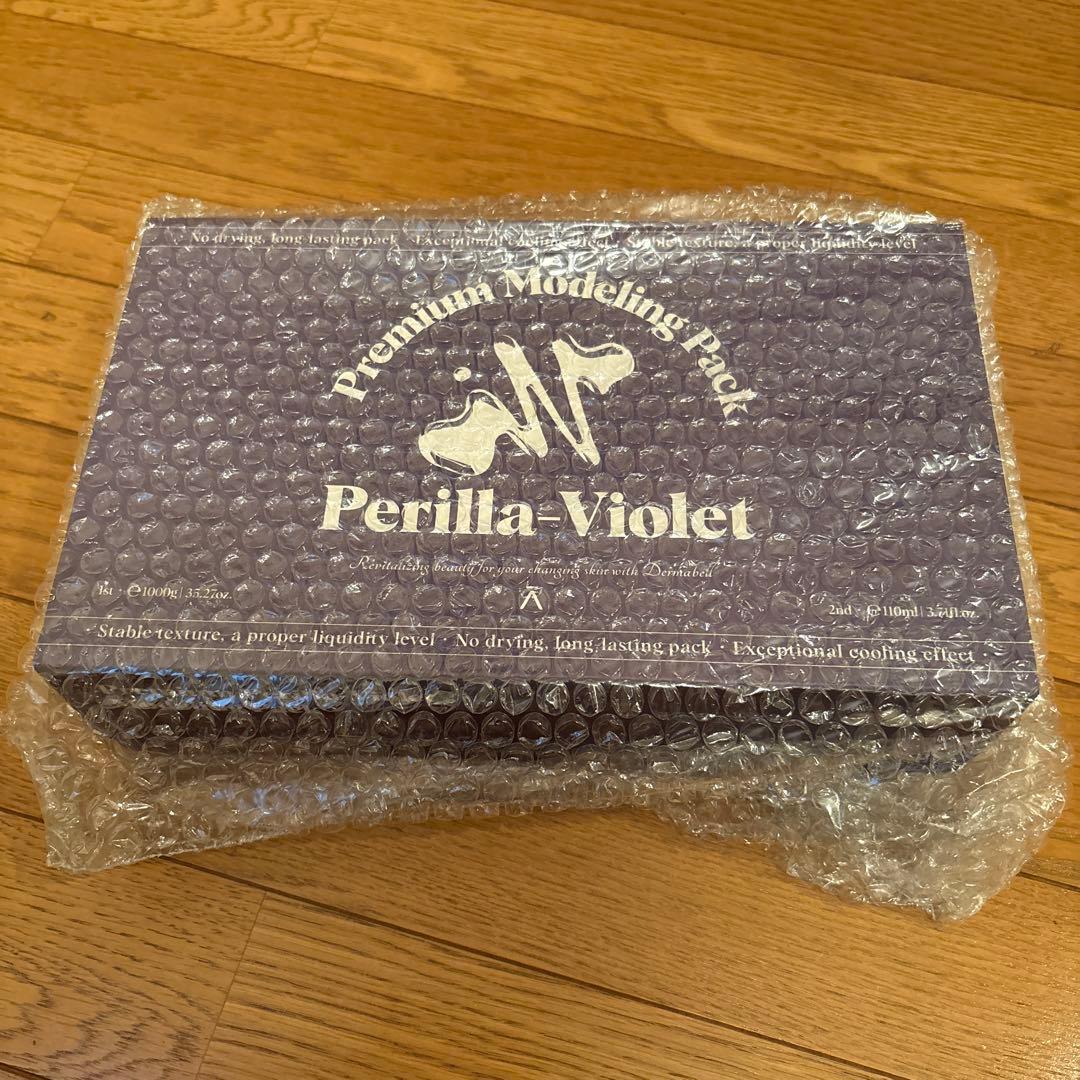 No drying, long-lasting pack · Exceptional cooling effect · Stable texture, a proper liquidity level
Premium Modeling Pack
Perilla-Violet
Revitalizing beauty for your changing skin with Dermabell
1st · ℮1000g | 35.27oz.
2nd · ℮110ml | 3.7fl.oz.
Stable texture, a proper liquidity level · No drying, long-lasting pack · Exceptional cooling effect